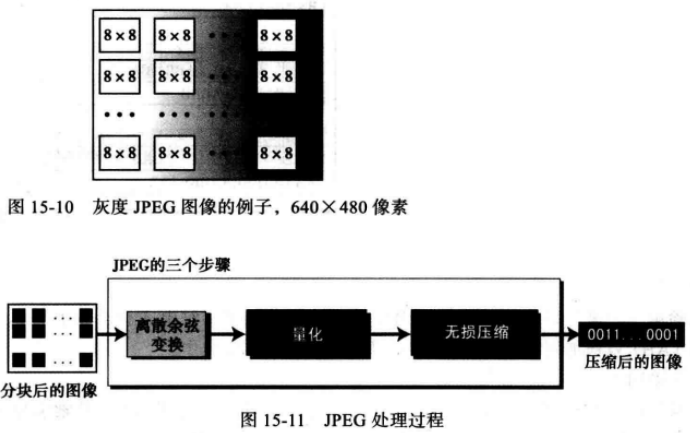 8×8 8×8 ... 8×8
8×8 8×8 ... 8×8
... ... ...
8×8 8×8 ... 8×8
图 15-10 灰度 JPEG 图像的例子，640×480 像素
JPEG的三个步骤
离散余弦
变换
量化
无损压缩
0011...0001
分块后的图像
压缩后的图像
图 15-11 JPEG 处理过程